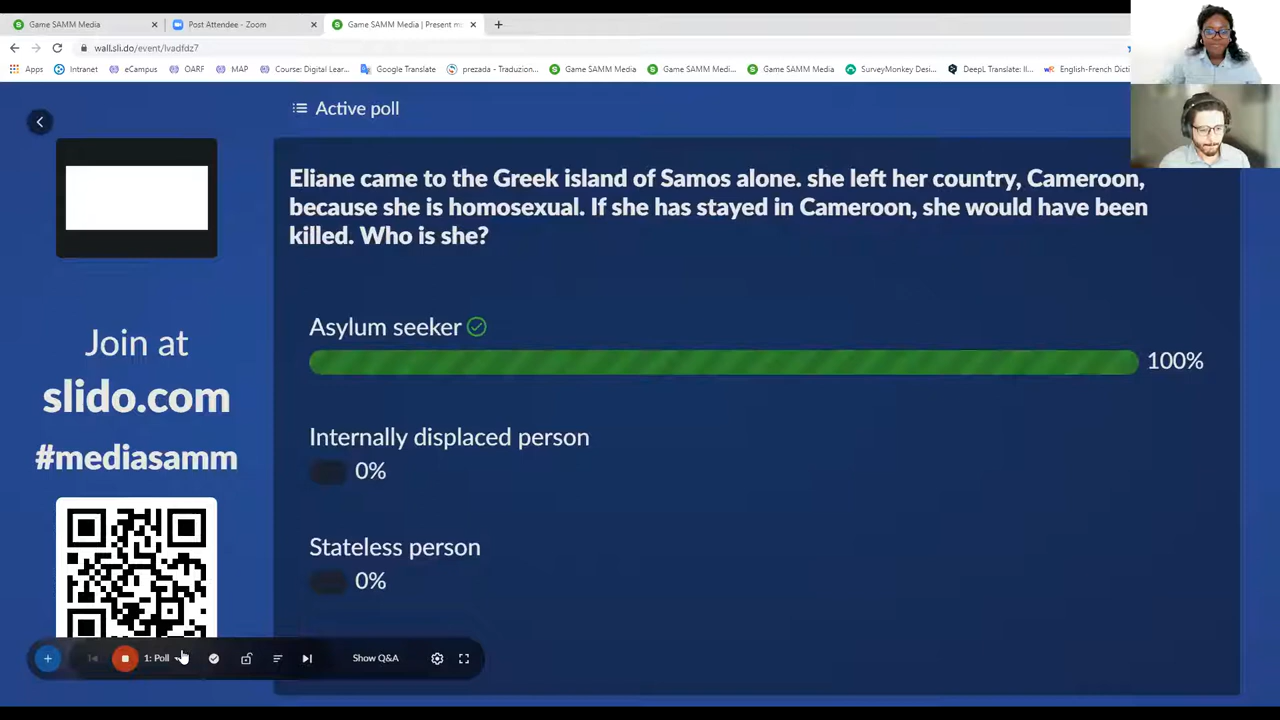 Game SAMM Media
Post Attendee - Zoom
Game SAMM Media | Present m
wall.sli.do/event/lvadfdz7
Apps
Intranet
eCampus
OARF
MAP
Course: Digital Lear...
Google Translate
prezada - Traduzion...
Game SAMM Media
Game SAMM Medi...
Game SAMM Media
SurveyMonkey Desi...
DeepL Translate: Il...
English-French Dicti
Active poll
Eliane came to the Greek island of Samos alone. she left her country, Cameroon,
because she is homosexual. If she has stayed in Cameroon, she would have been
killed. Who is she?
Asylum seeker
100%
Internally displaced person
0%
Stateless person
0%
Join at
slido.com
#mediasamm
1: Poll
Show Q&A